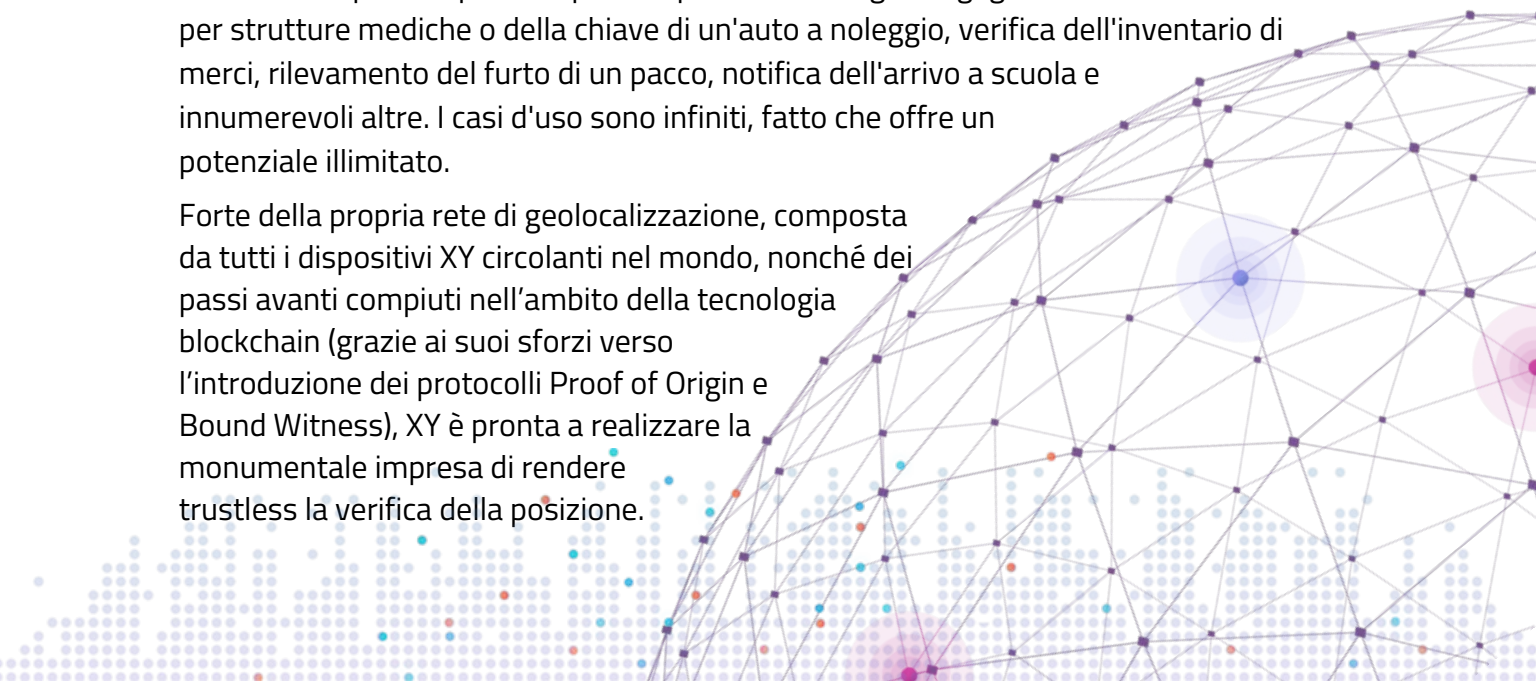 per strutture mediche o della chiave di un'auto a noleggio, verifica dell'inventario di
merci, rilevamento del furto di un pacco, notifica dell'arrivo a scuola e
innumerevoli altre. I casi d'uso sono infiniti, fatto che offre un
potenziale illimitato.
Forte della propria rete di geolocalizzazione, composta
da tutti i dispositivi XY circolanti nel mondo, nonché dei
passi avanti compiuti nell’ambito della tecnologia
blockchain (grazie ai suoi sforzi verso
l’introduzione dei protocolli Proof of Origin e
Bound Witness), XY è pronta a realizzare la
monumentale impresa di rendere
trustless la verifica della posizione.